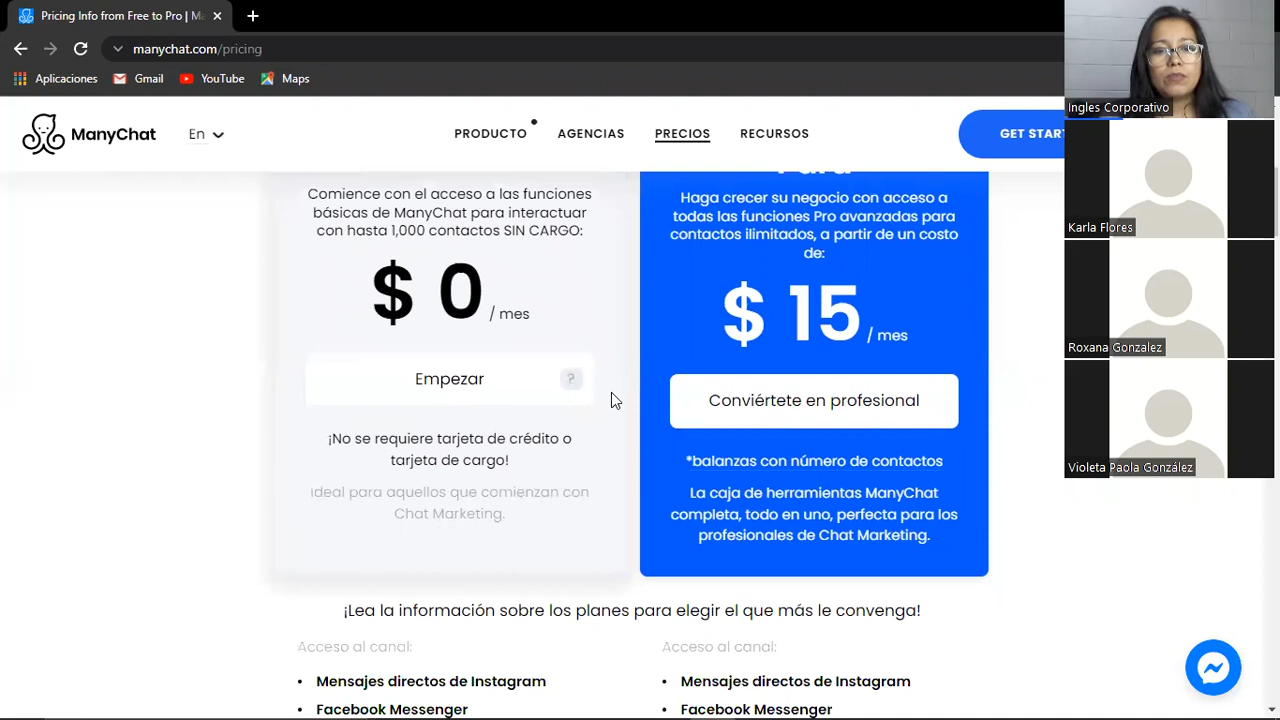 Pricing Info from Free to Pro | M
manychat.com/pricing
Aplicaciones
Gmail
YouTube
Maps
ManyChat
En
PRODUCTO
AGENCIAS
PRECIOS
RECURSOS
GET START
Comience con el acceso a las funciones
básicas de ManyChat para interactuar
con hasta 1,000 contactos SIN CARGO:
$ 0 / mes
Empezar
?
¡No se requiere tarjeta de crédito o
tarjeta de cargo!
Ideal para aquellos que comienzan con
Chat Marketing.
Haga crecer su negocio con acceso a
todas las funciones Pro avanzadas para
contactos ilimitados, a partir de un costo
de:
$ 15 / mes
Conviértete en profesional
*balanzas con número de contactos
La caja de herramientas ManyChat
completa, todo en uno, perfecta para los
profesionales de Chat Marketing.
¡Lea la información sobre los planes para elegir el que más le convenga!
Acceso al canal:
• Mensajes directos de Instagram
• Facebook Messenger
Acceso al canal:
• Mensajes directos de Instagram
• Facebook Messenger
Ingles Corporativo
Karla Flores
Roxana Gonzalez
Violeta Paola González